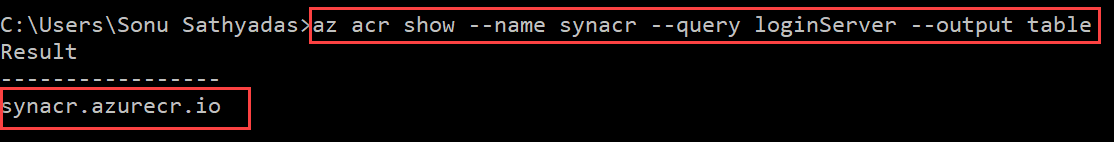 C:\Users\Sonu Sathyadas>az acr show --name synacr --query loginServer --output table
Result
-----------------
synacr.azurecr.io